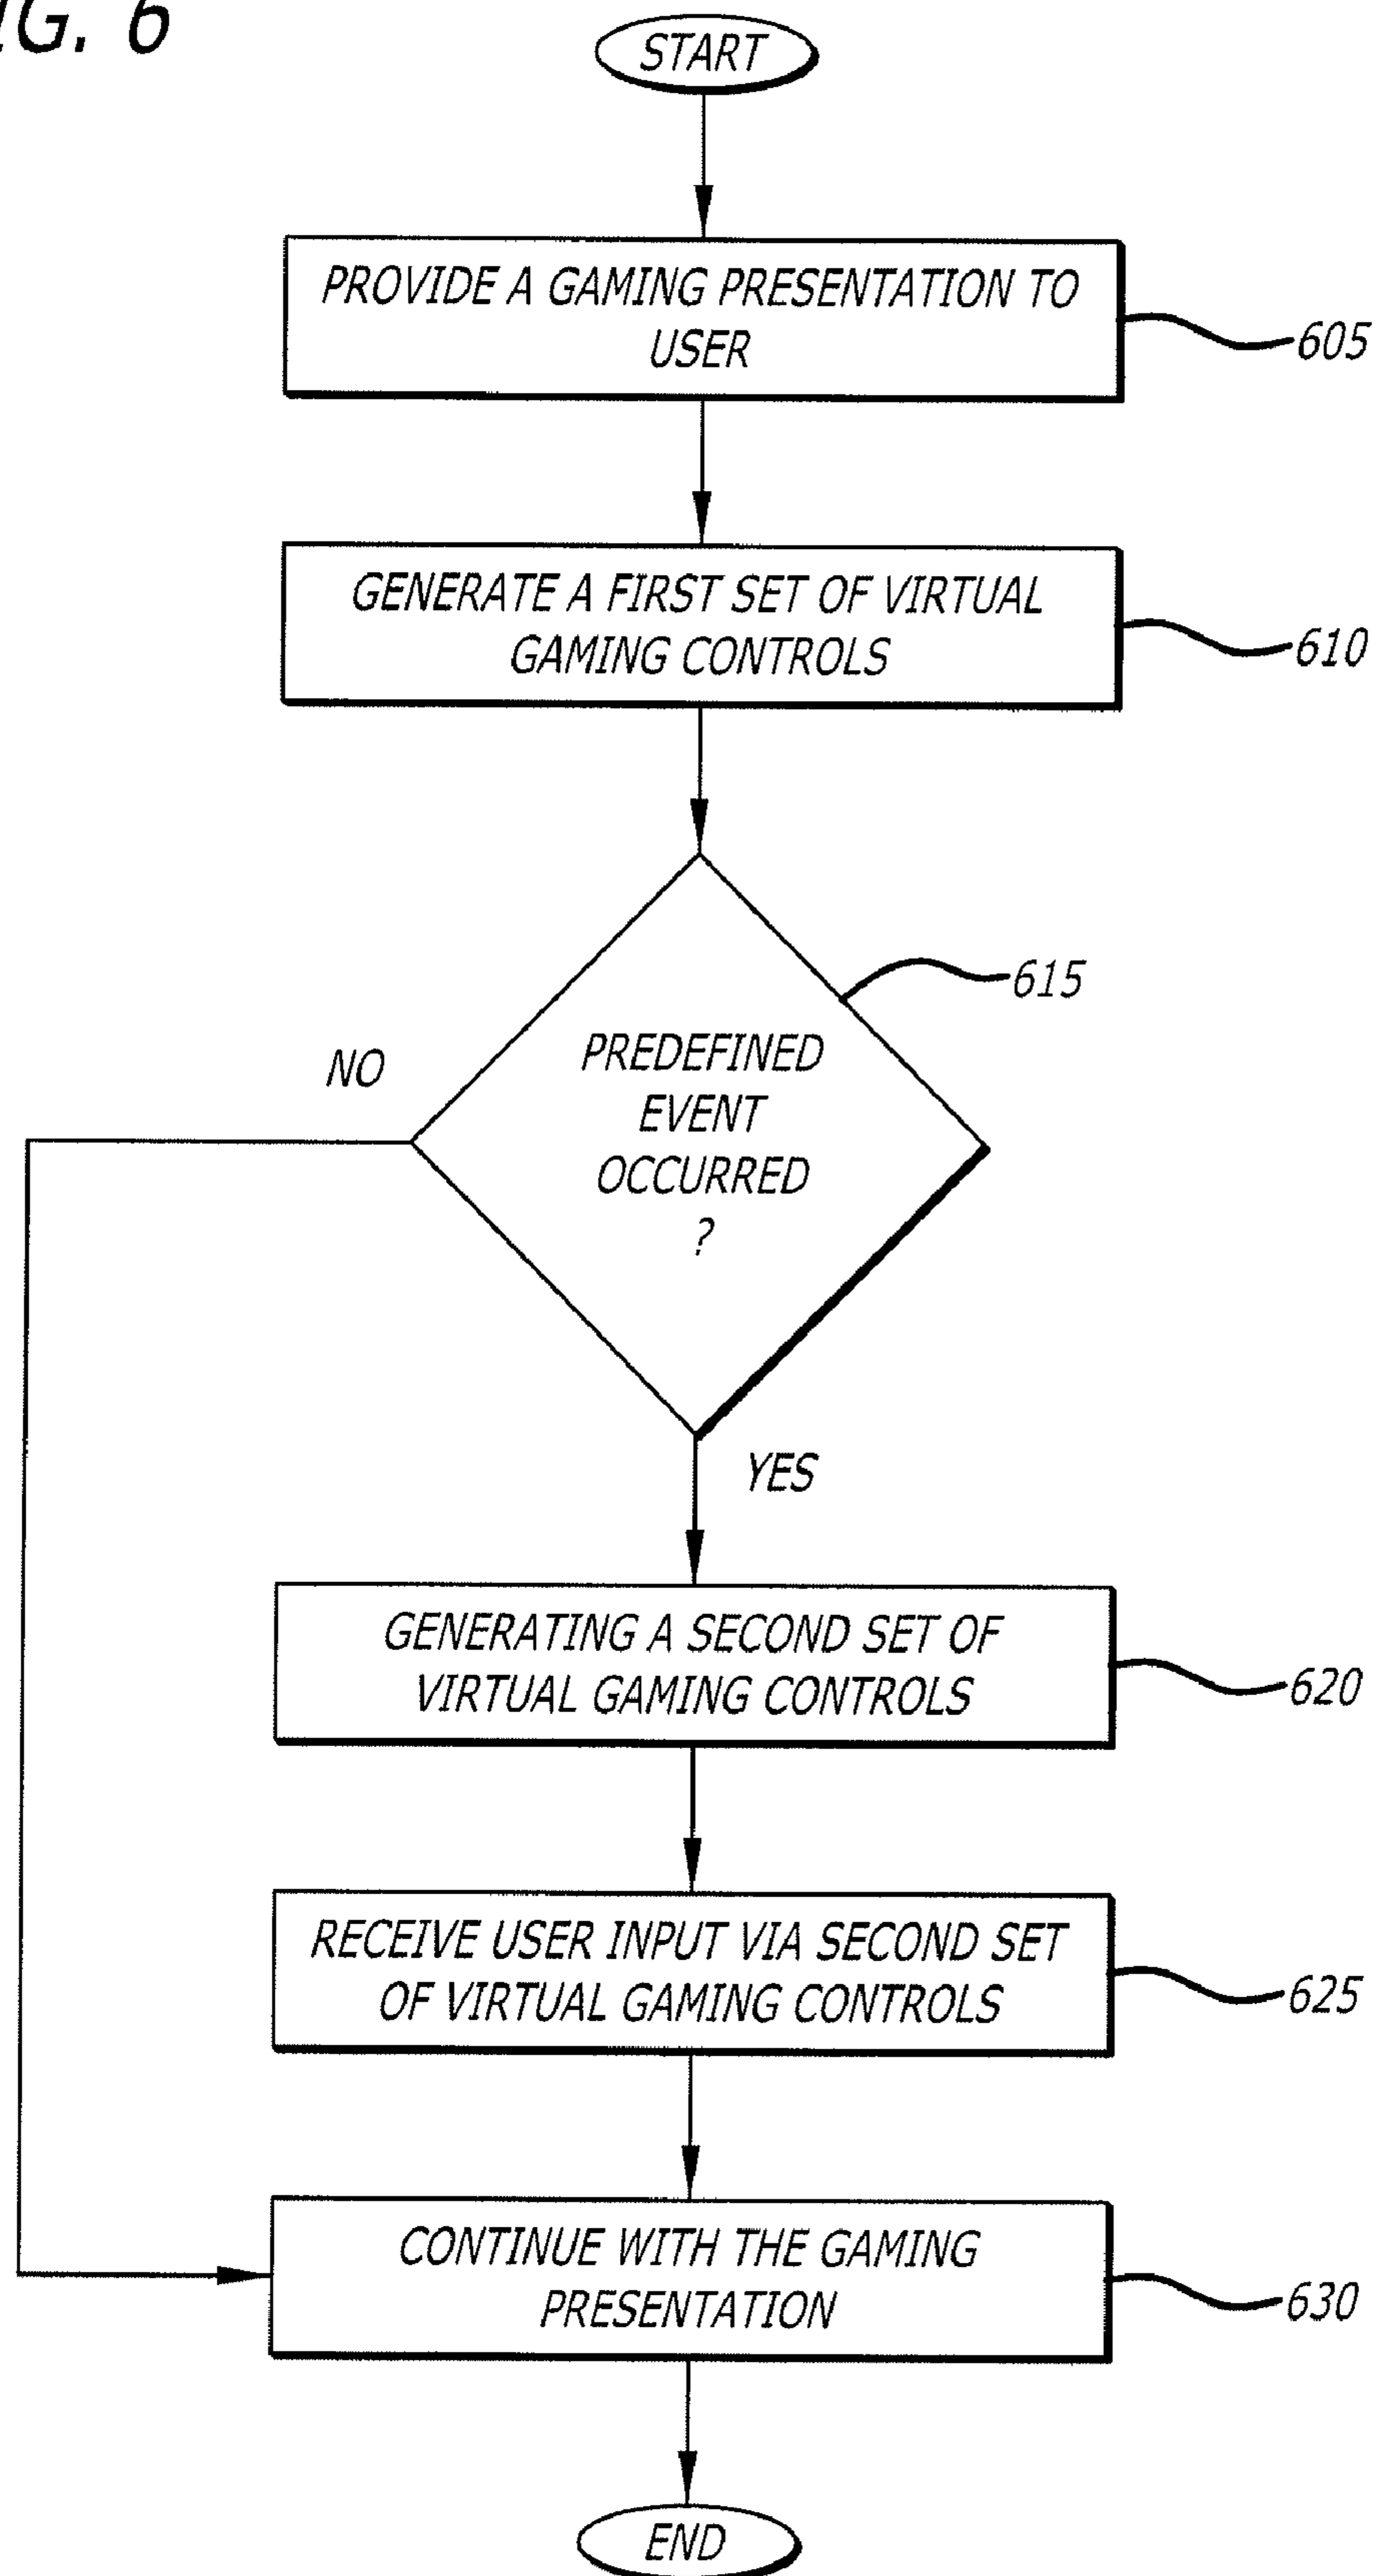 IG. 6
START
PROVIDE A GAMING PRESENTATION TO
USER
605
GENERATE A FIRST SET OF VIRTUAL
GAMING CONTROLS
610
615
PREDEFINED
EVENT
OCCURRED
?
NO
YES
GENERATING A SECOND SET OF
VIRTUAL GAMING CONTROLS
620
RECEIVE USER INPUT VIA SECOND SET
OF VIRTUAL GAMING CONTROLS
625
CONTINUE WITH THE GAMING
PRESENTATION
630
END